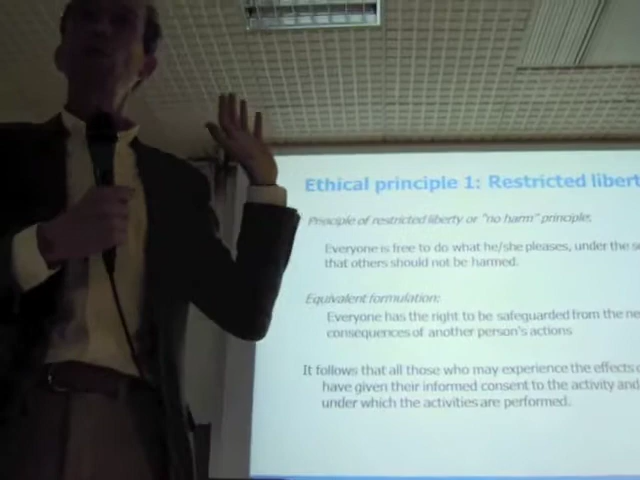 Ethical principle 1: Restricted libert
Principle of restricted liberty or "no harm" principle:
Everyone is free to do what he/she pleases, under the
that others should not be harmed.
Equivalent formulation:
Everyone has the right to be safeguarded from the
consequences of another person's actions
It follows that all those who may experience the effects
have given their informed consent to the activity and
under which the activities are performed.